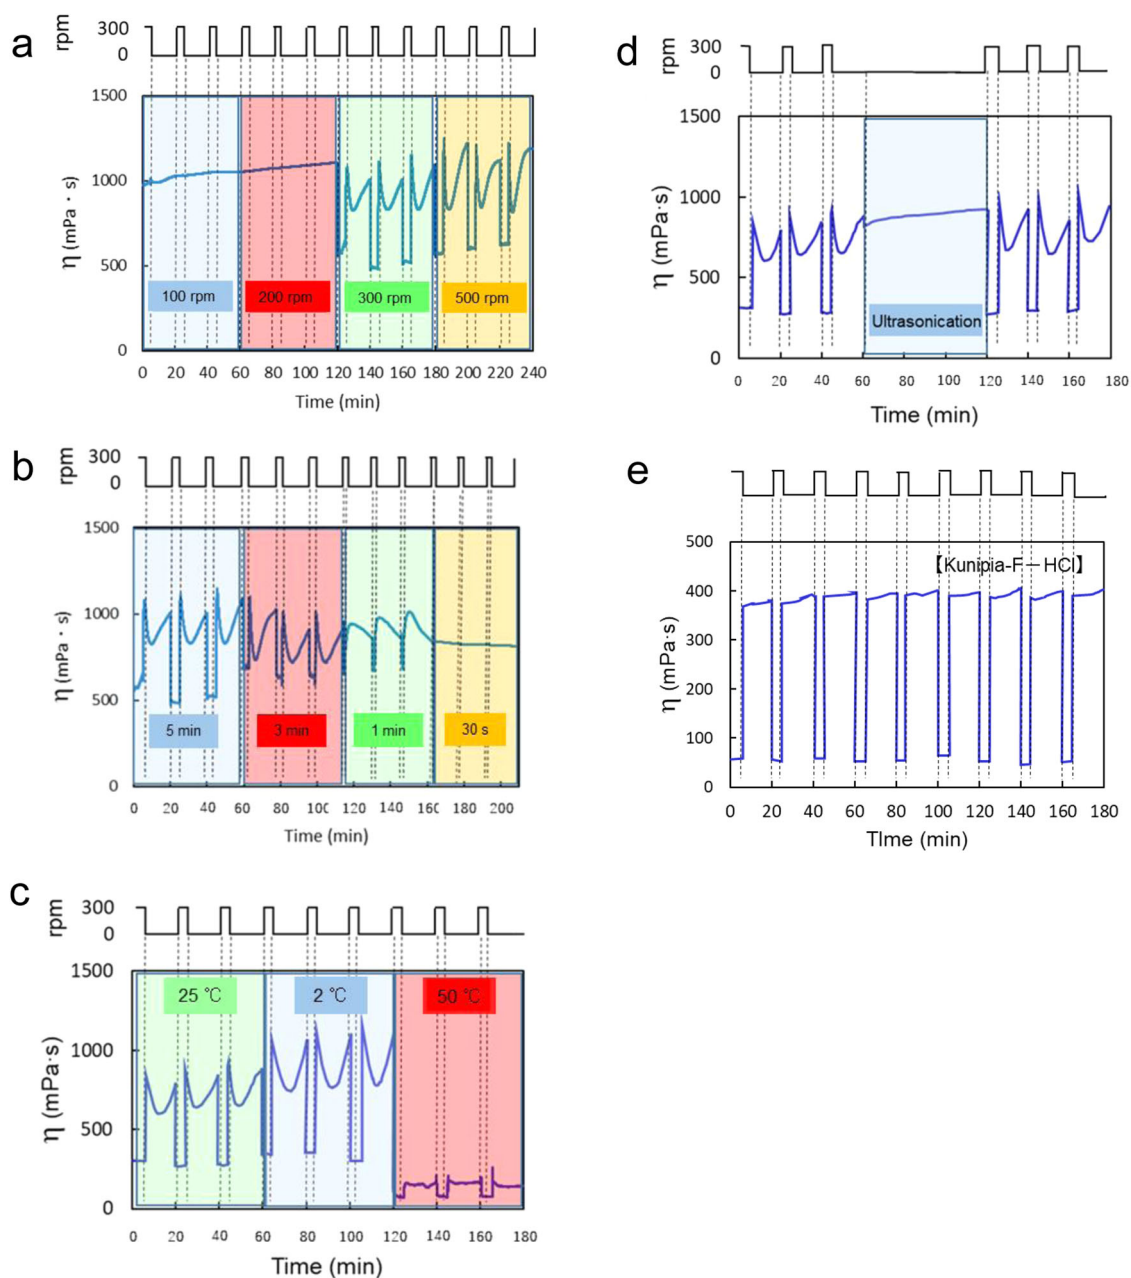 a
rpm
300
0
1500
1000
500
0
η (mPa · s)
100 rpm
200 rpm
300 rpm
500 rpm
0 20 40 60 80 100 120 140 160 180 200 220 240
Time (min)
b
rpm
300
0
1500
1000
500
0
η (mPa · s)
5 min
3 min
1 min
30 s
0 20 40 60 80 100 120 140 160 180 200
Time (min)
c
rpm
300
0
1500
1000
500
0
η (mPa·s)
25 ℃
2 ℃
50 ℃
0 20 40 60 80 100 120 140 160 180
Time (min)
d
rpm
300
0
1500
1000
500
0
η (mPa·s)
Ultrasonication
0 20 40 60 80 100 120 140 160 180
Time (min)
e
500
400
300
200
100
0
η (mPa·s)
【Kunipia-F－HCl】
0 20 40 60 80 100 120 140 160 180
TIme (min)